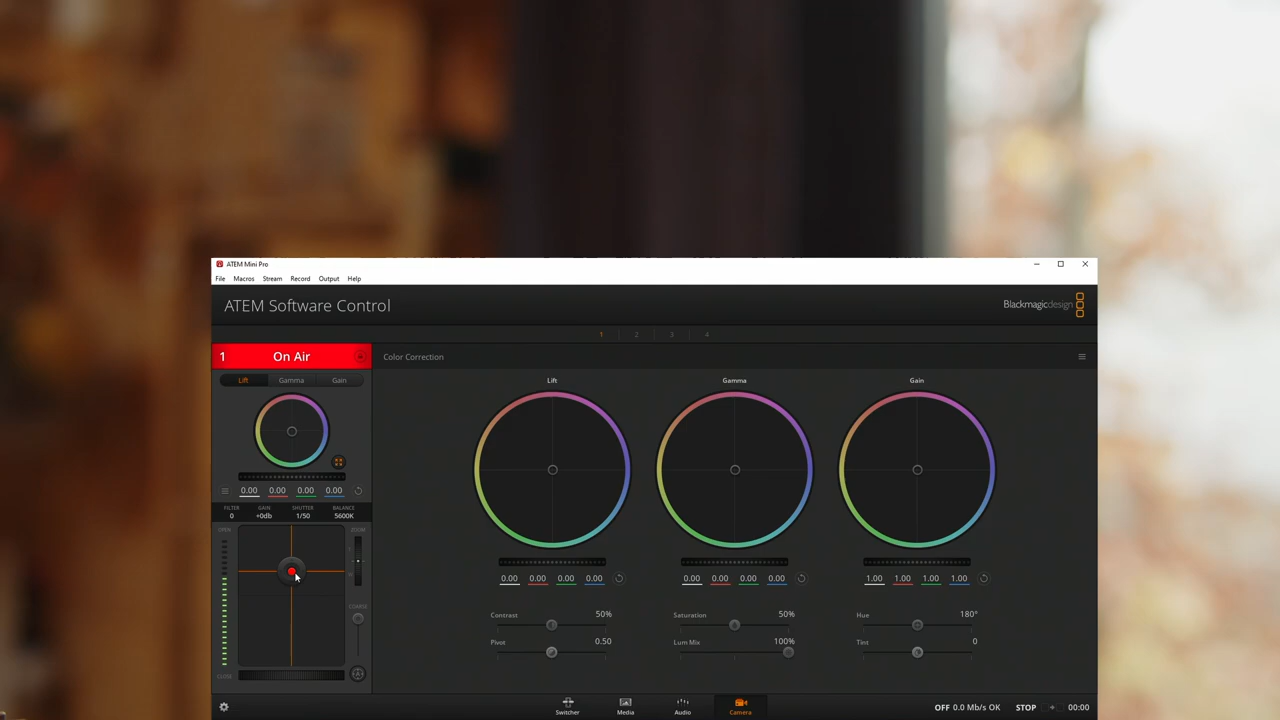 ATEM Mini Pro
File Macros Stream Record Output Help
ATEM Software Control
Blackmagicdesign
1 2 3 4
1 On Air
Color Correction
Lift Gamma Gain
Lift Gamma Gain
0.00 0.00 0.00 0.00
FILTER GAIN SHUTTER BALANCE
0 +0db 1/50 5600K
OPEN ZOOM
COARSE
CLOSE
0.00 0.00 0.00 0.00
0.00 0.00 0.00 0.00
1.00 1.00 1.00 1.00
Contrast 50%
Saturation 50%
Hue 180°
Pivot 0.50
Lum Mix 100%
Tint 0
Switcher Media Audio Camera
OFF 0.0 Mb/s OK STOP 00:00